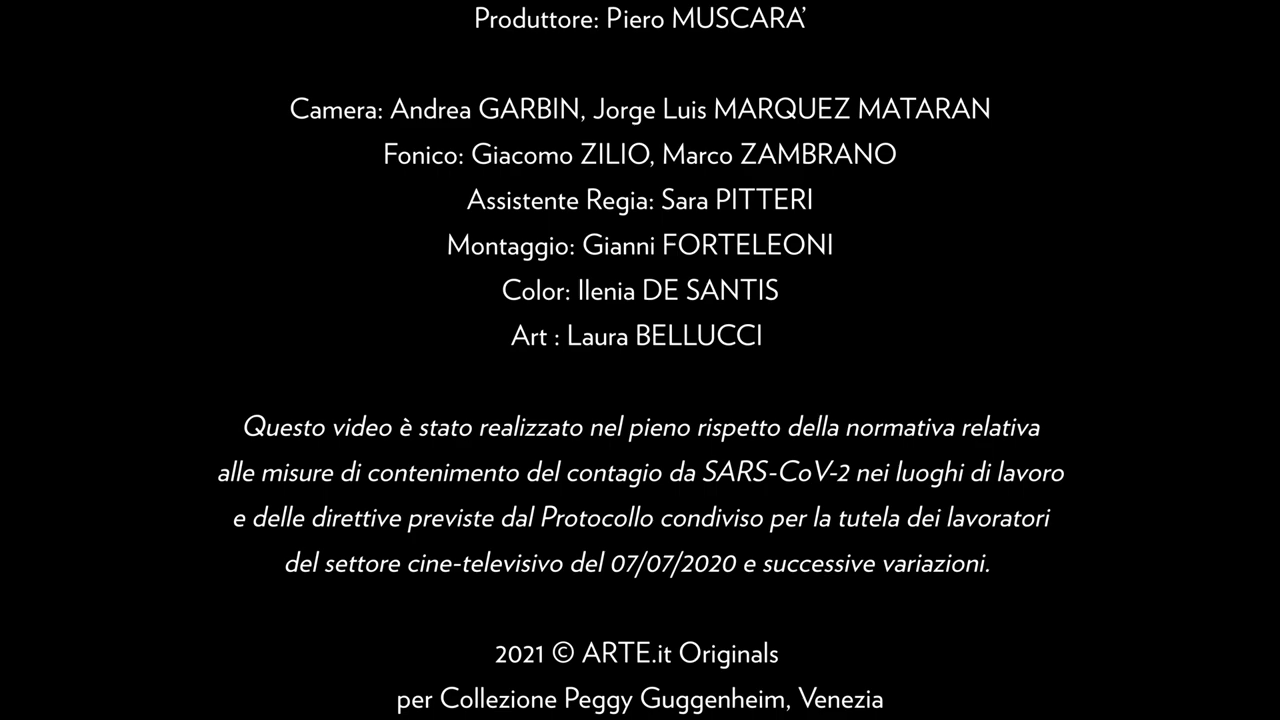 Produttore: Piero MUSCARA’
Camera: Andrea GARBIN, Jorge Luis MARQUEZ MATARAN
Fonico: Giacomo ZILIO, Marco ZAMBRANO
Assistente Regia: Sara PITTERI
Montaggio: Gianni FORTELEONI
Color: Ilenia DE SANTIS
Art : Laura BELLUCCI
Questo video è stato realizzato nel pieno rispetto della normativa relativa
alle misure di contenimento del contagio da SARS-CoV-2 nei luoghi di lavoro
e delle direttive previste dal Protocollo condiviso per la tutela dei lavoratori
del settore cine-televisivo del 07/07/2020 e successive variazioni.
2021 © ARTE.it Originals
per Collezione Peggy Guggenheim, Venezia